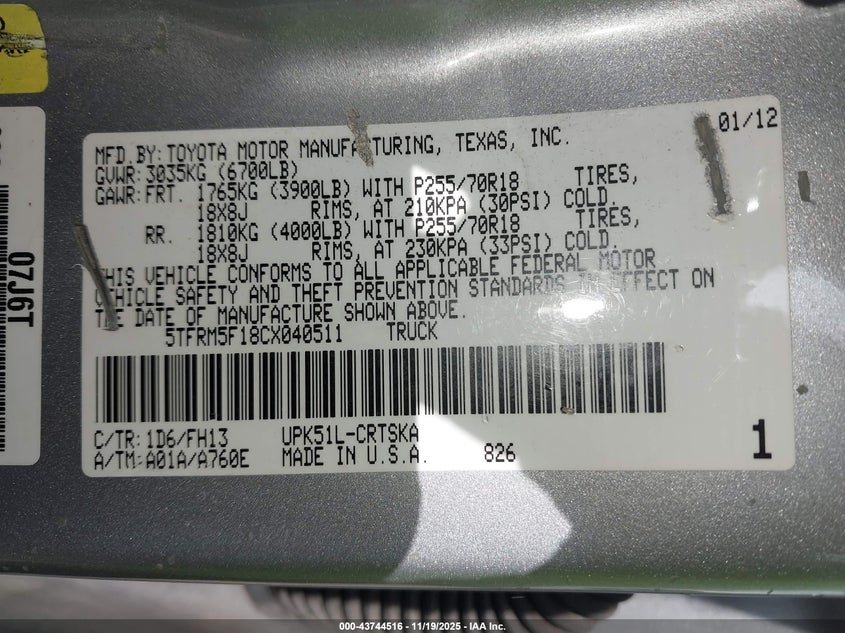 01/12
MFD.BY:TOYOTA MOTOR MANUFACTURING, TEXAS, INC.
GVWR:3035KG (6700LB)
GAWR:FRT. 1765KG (3900LB) WITH P255/70R18 TIRES,
18X8J RIMS, AT 210KPA (30PSI) COLD.
RR. 1810KG (4000LB) WITH P255/70R18 TIRES,
18X8J RIMS, AT 230KPA (33PSI) COLD.
THIS VEHICLE CONFORMS TO ALL APPLICABLE FEDERAL MOTOR
VEHICLE SAFETY AND THEFT PREVENTION STANDARDS IN EFFECT ON
THE DATE OF MANUFACTURE SHOWN ABOVE.
5TFRM5F18CX040511 TRUCK
C/TR:1D6/FH13 UPK51L-CRTSKA
A/TM:A01A/A760E MADE IN U.S.A. 826
1
07J6T
000-43744516 - 11/19/2025 - IAA Inc.